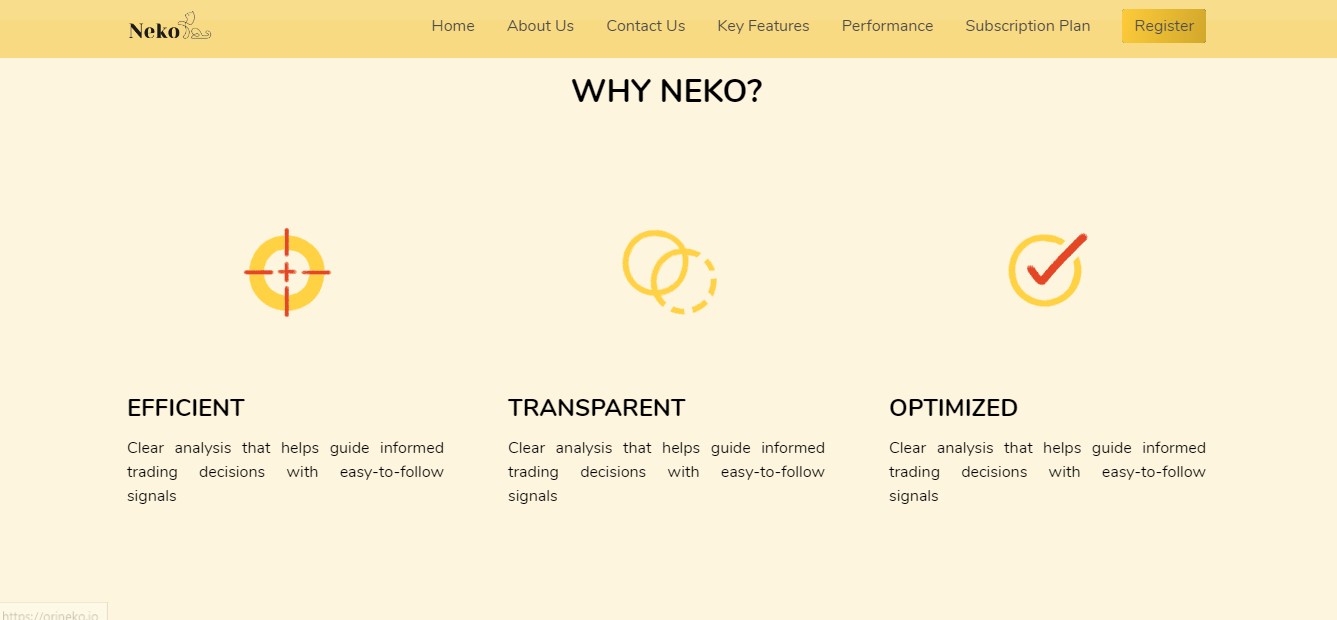 Neko
Home About Us Contact Us Key Features Performance Subscription Plan Register
WHY NEKO?
EFFICIENT
Clear analysis that helps guide informed
trading decisions with easy-to-follow
signals
TRANSPARENT
Clear analysis that helps guide informed
trading decisions with easy-to-follow
signals
OPTIMIZED
Clear analysis that helps guide informed
trading decisions with easy-to-follow
signals
https://orineko.io